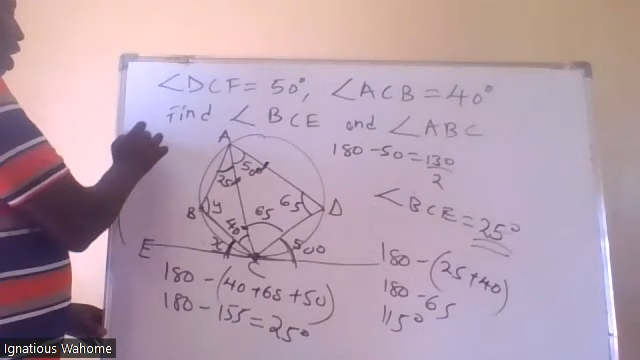 ∠DCF = 50°, ∠ACB = 40°
Find ∠BCE and ∠ABC
180 - 50 = 130
2
A
50°
25
B
y
65
D
40
65
∠BCE = 25°
E
x
C
50°
180 - (40 + 65 + 50)
180 - 155 = 25°
180 - (25 + 40)
180 - 65
115°
Ignatious Wahome